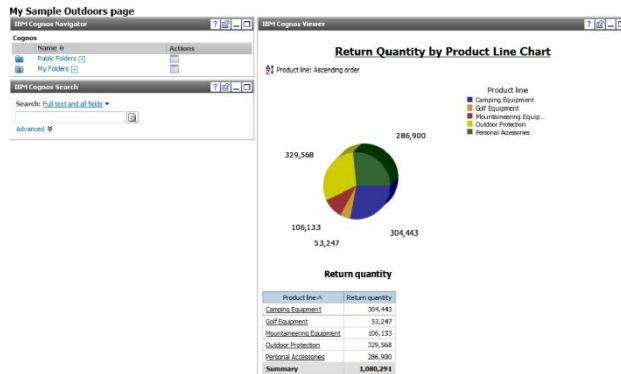 My Sample Outdoors page
IBM Cognos Navigator
Cognos
Name
Actions
Public Folders
My Folders
IBM Cognos Search
Search: Full text and all fields
Advanced
IBM Cognos Viewer
Return Quantity by Product Line Chart
Product line: Ascending order
Product line
Camping Equipment
Golf Equipment
Mountaineering Equip...
Outdoor Protection
Personal Accessories
286,900
329,568
106,133
53,247
304,443
Return quantity
Product line Return quantity
Camping Equipment 304,443
Golf Equipment 53,247
Mountaineering Equipment 106,133
Outdoor Protection 329,568
Personal Accessories 286,900
Summary 1,080,291